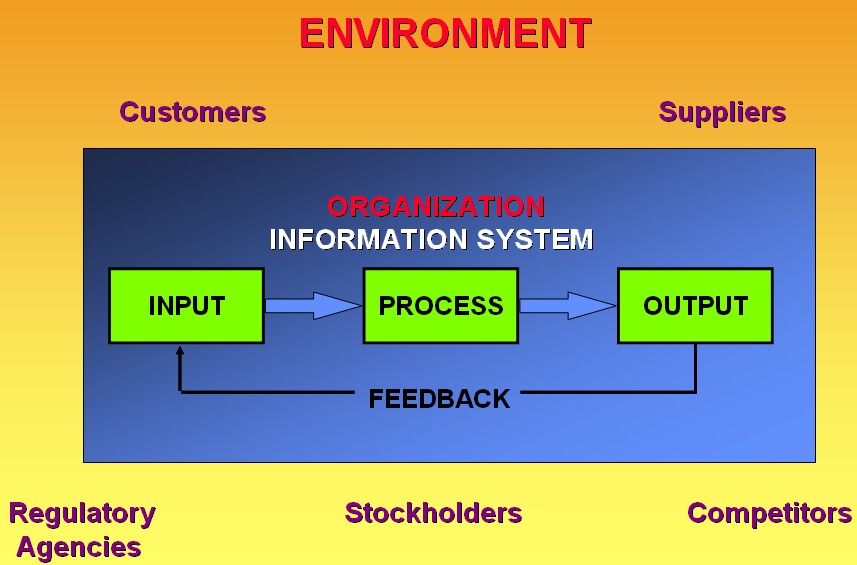 ENVIRONMENT
Customers
Suppliers
ORGANIZATION
INFORMATION SYSTEM
INPUT
PROCESS
OUTPUT
FEEDBACK
Regulatory
Agencies
Stockholders
Competitors